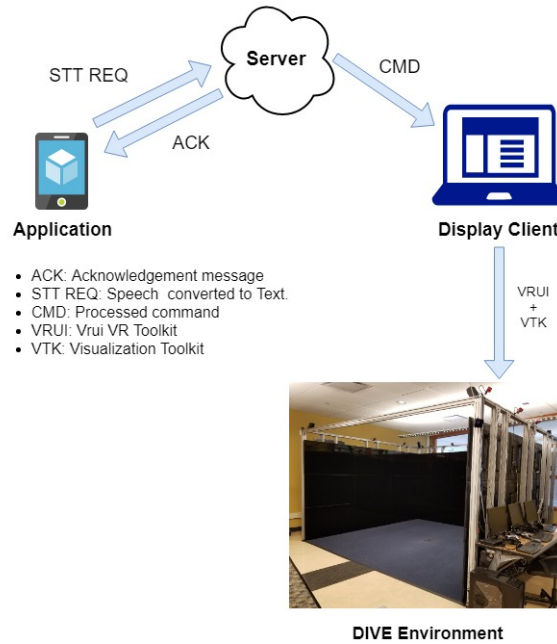 Server
STT REQ
CMD
ACK
Application
Display Client
• ACK: Acknowledgement message
• STT REQ: Speech converted to Text.
• CMD: Processed command
• VRUI: Vrui VR Toolkit
• VTK: Visualization Toolkit
VRUI
+
VTK
DIVE Environment